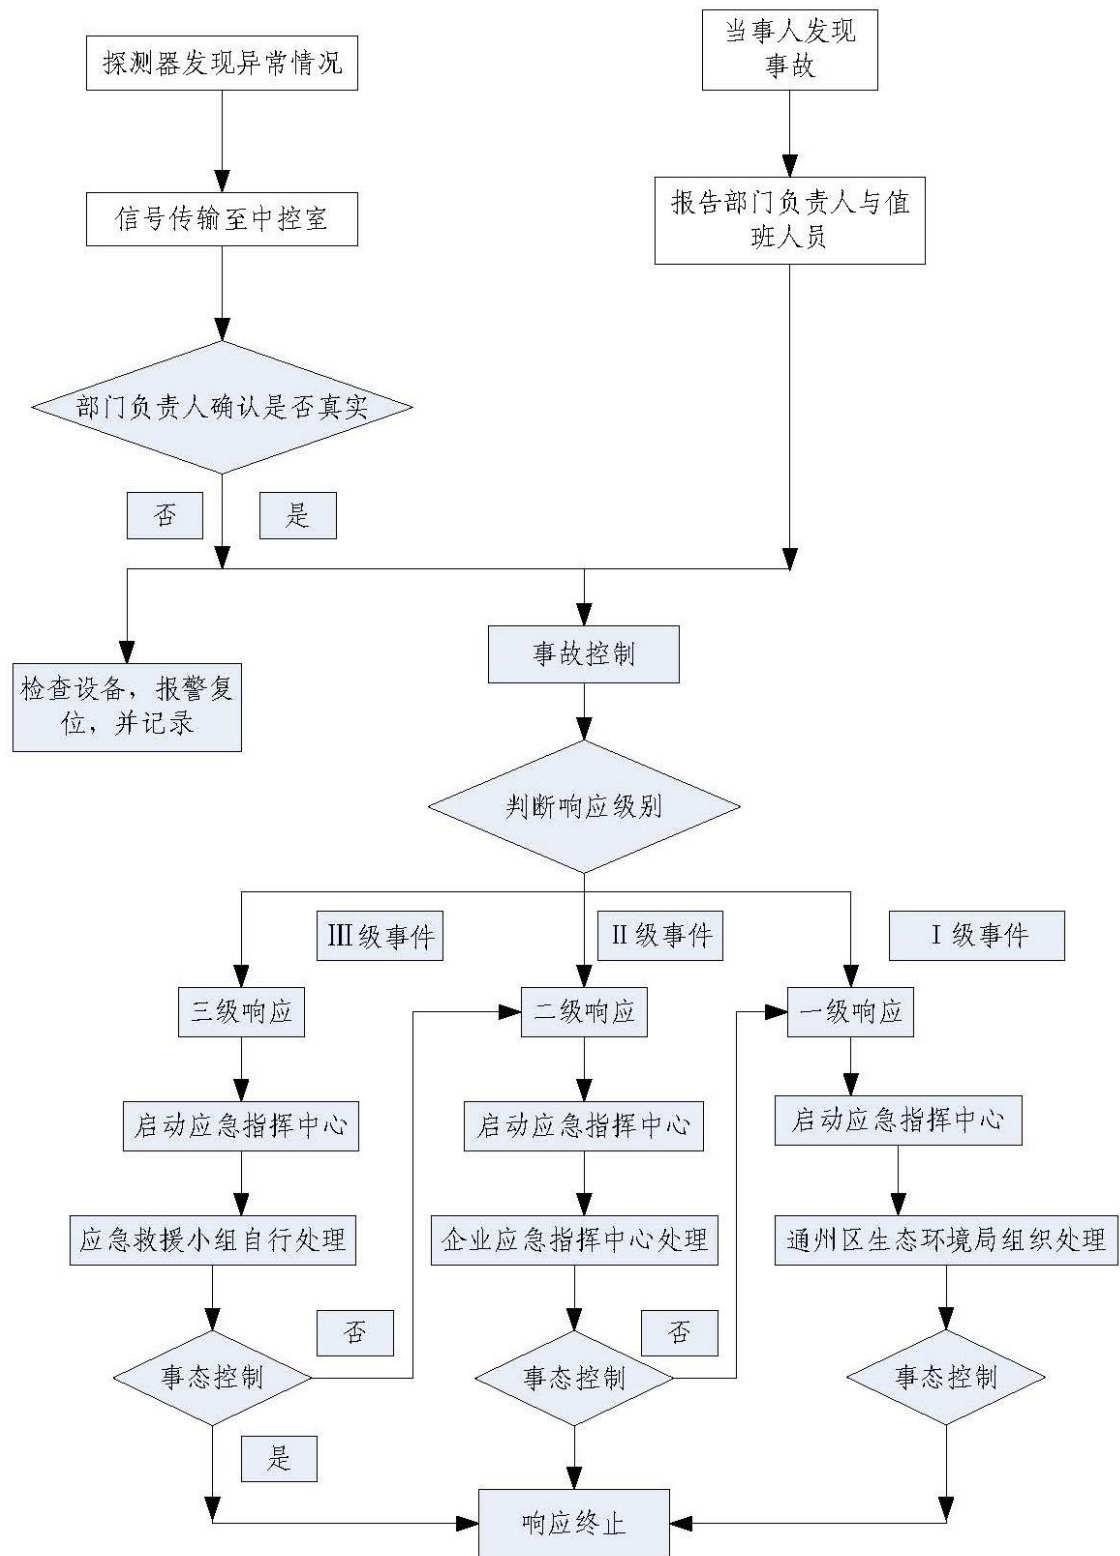 当事人发现
事故
探测器发现异常情况
信号传输至中控室
报告部门负责人与值
班人员
部门负责人确认是否真实
否
是
事故控制
检查设备，报警复
位，并记录
判断响应级别
Ⅲ级事件
Ⅱ级事件
Ⅰ级事件
三级响应
二级响应
一级响应
启动应急指挥中心
启动应急指挥中心
启动应急指挥中心
应急救援小组自行处理
企业应急指挥中心处理
通州区生态环境局组织处理
否
否
事态控制
事态控制
事态控制
是
响应终止